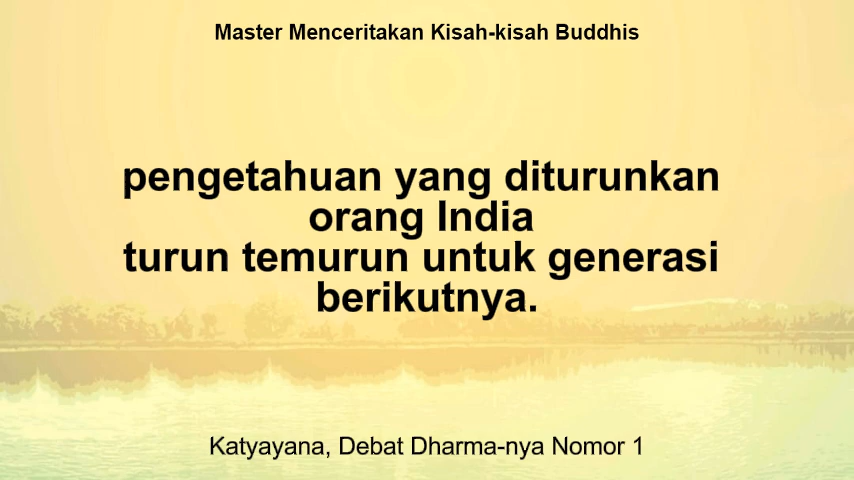 Master Menceritakan Kisah-kisah Buddhis
pengetahuan yang diturunkan
orang India
turun temurun untuk generasi
berikutnya.
Katyayana, Debat Dharma-nya Nomor 1